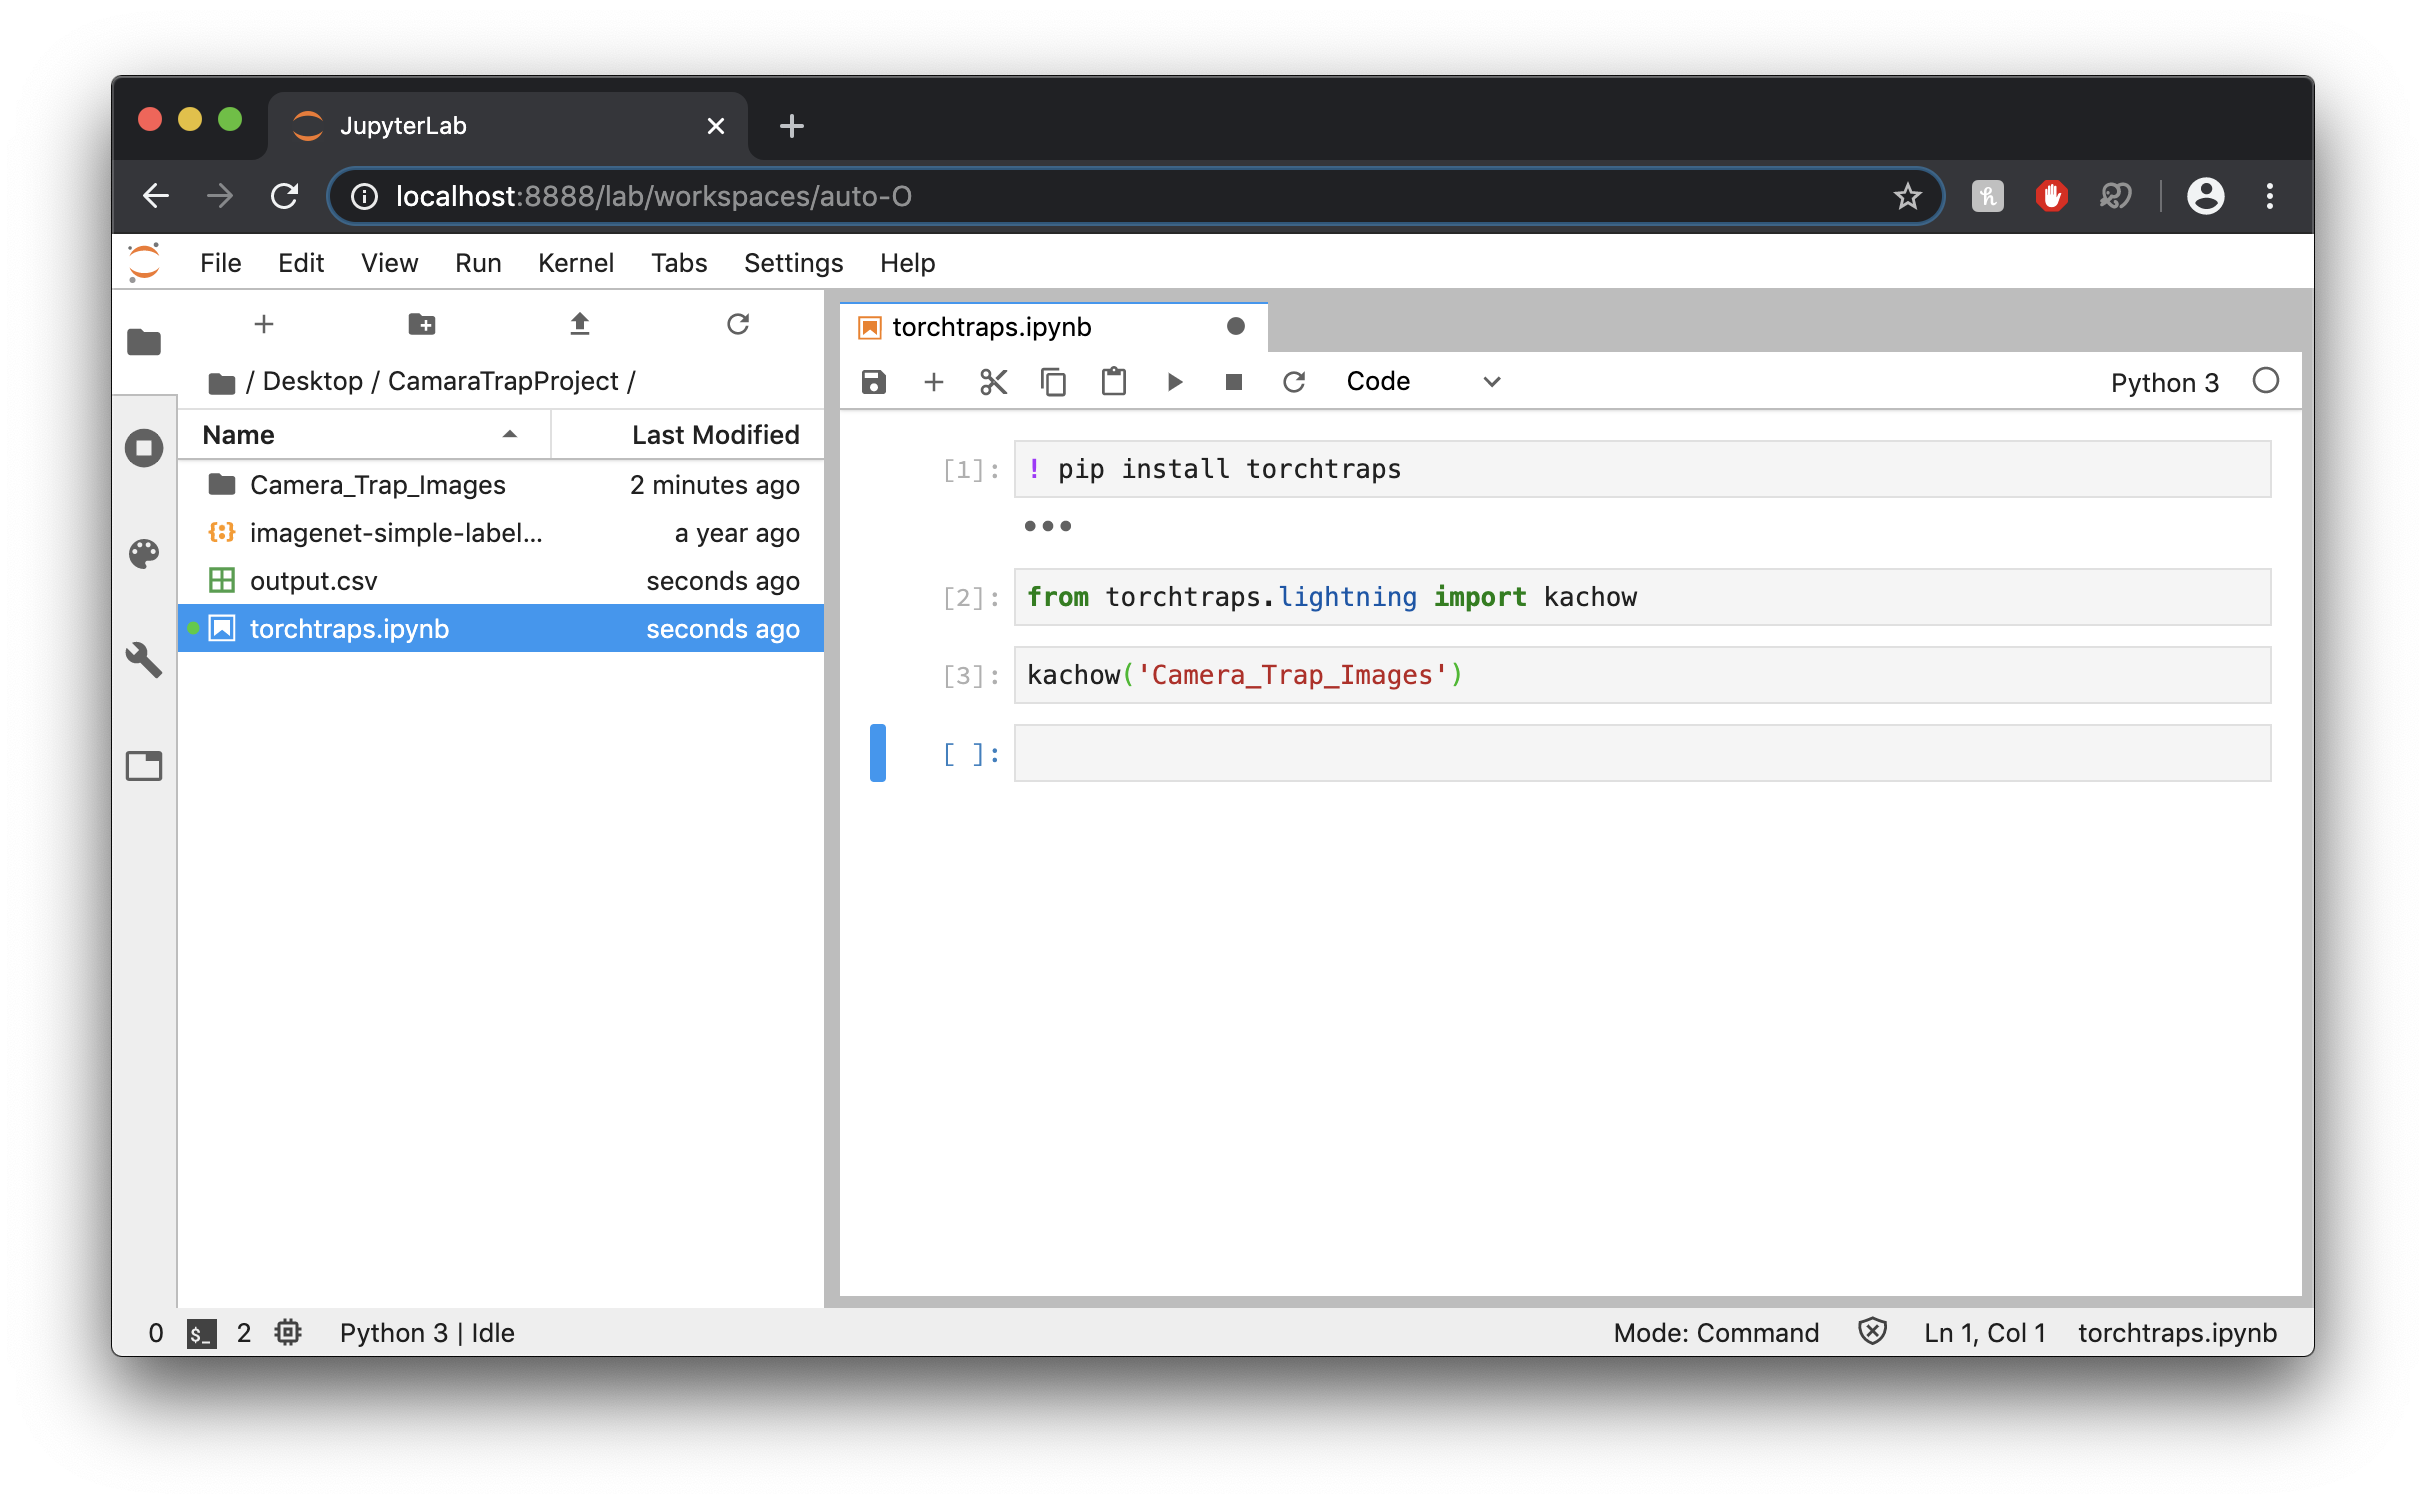 JupyterLab
localhost:8888/lab/workspaces/auto-O
File Edit View Run Kernel Tabs Settings Help
/ Desktop / CamaraTrapProject /
Name Last Modified
Camera_Trap_Images 2 minutes ago
imagenet-simple-label... a year ago
output.csv seconds ago
torchtraps.ipynb seconds ago
torchtraps.ipynb
Code Python 3
[1]: ! pip install torchtraps
[2]: from torchtraps.lightning import kachow
[3]: kachow('Camera_Trap_Images')
[ ]:
0 $_ 2 Python 3 | Idle Mode: Command Ln 1, Col 1 torchtraps.ipynb